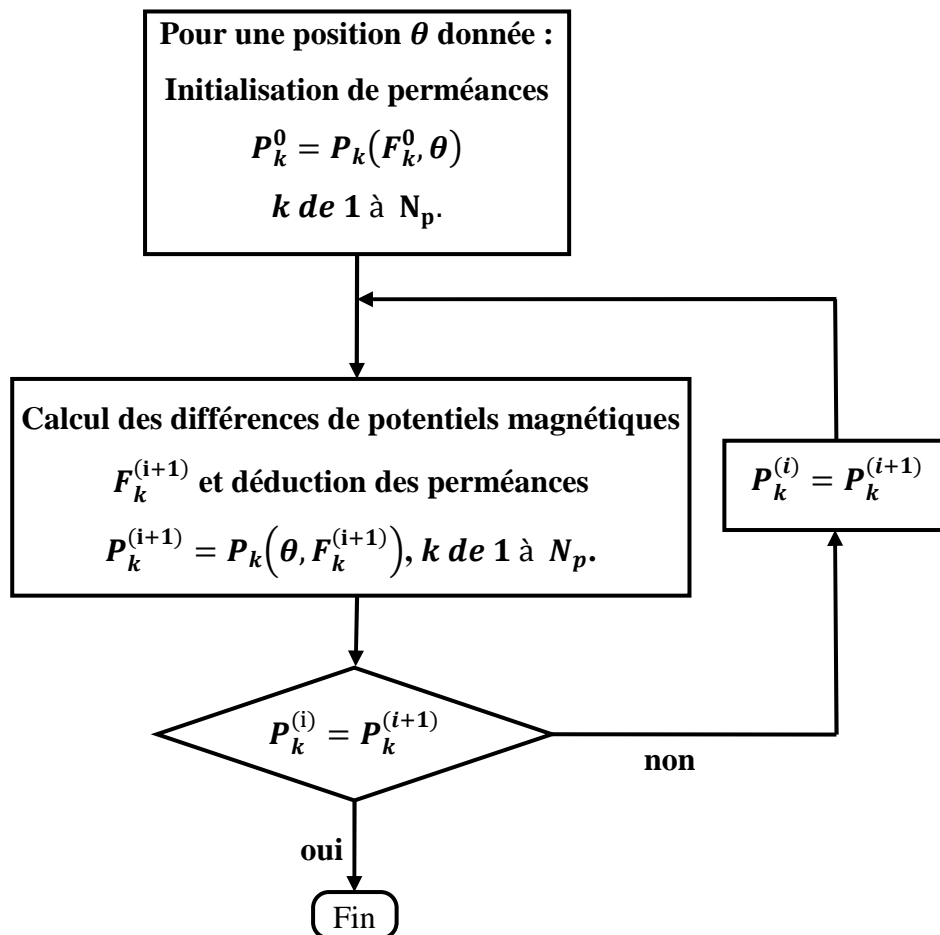 Pour une position θ donnée :
Initialisation de perméances
P_k^0 = P_k(F_k^0, θ)
k de 1 à N_p.
Calcul des différences de potentiels magnétiques
F_k^(i+1) et déduction des perméances
P_k^(i+1) = P_k(θ, F_k^(i+1)), k de 1 à N_p.
P_k^(i) = P_k^(i+1)
P_k^(i) = P_k^(i+1)
non
oui
Fin